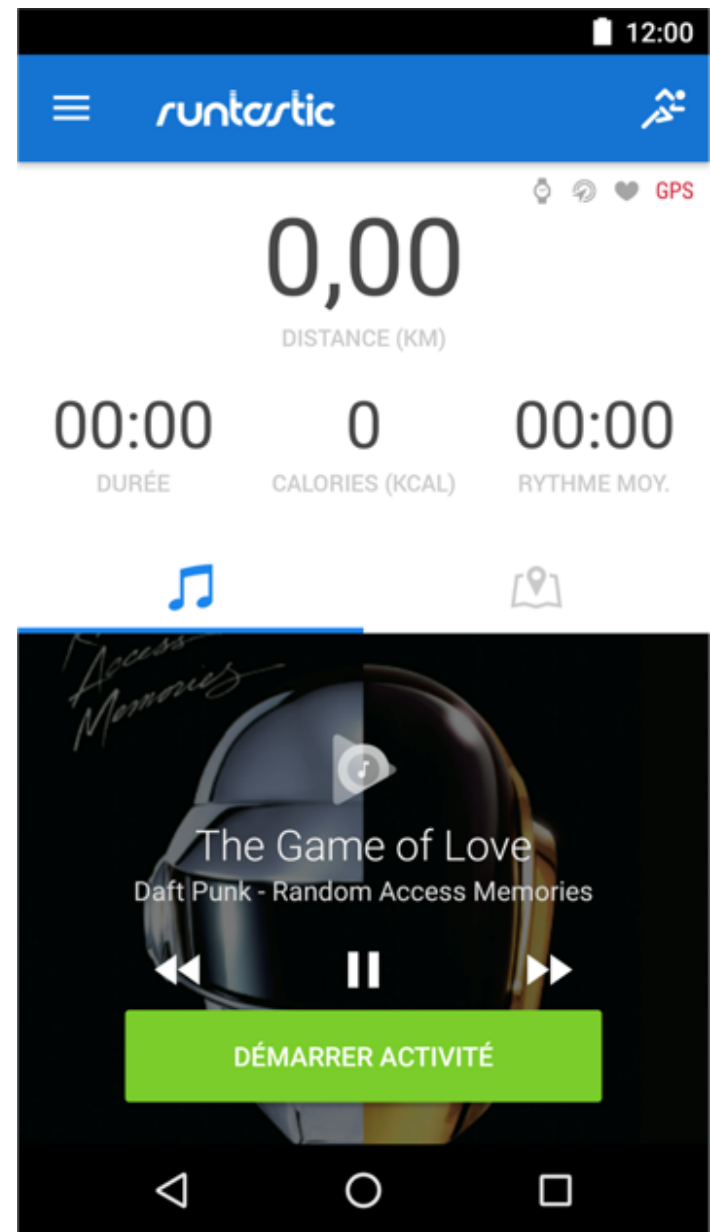 12:00
runtastic
GPS
0,00
DISTANCE (KM)
00:00 0 00:00
DURÉE CALORIES (KCAL) RYTHME MOY.
Access
Memories
The Game of Love
Daft Punk - Random Access Memories
DÉMARRER ACTIVITÉ